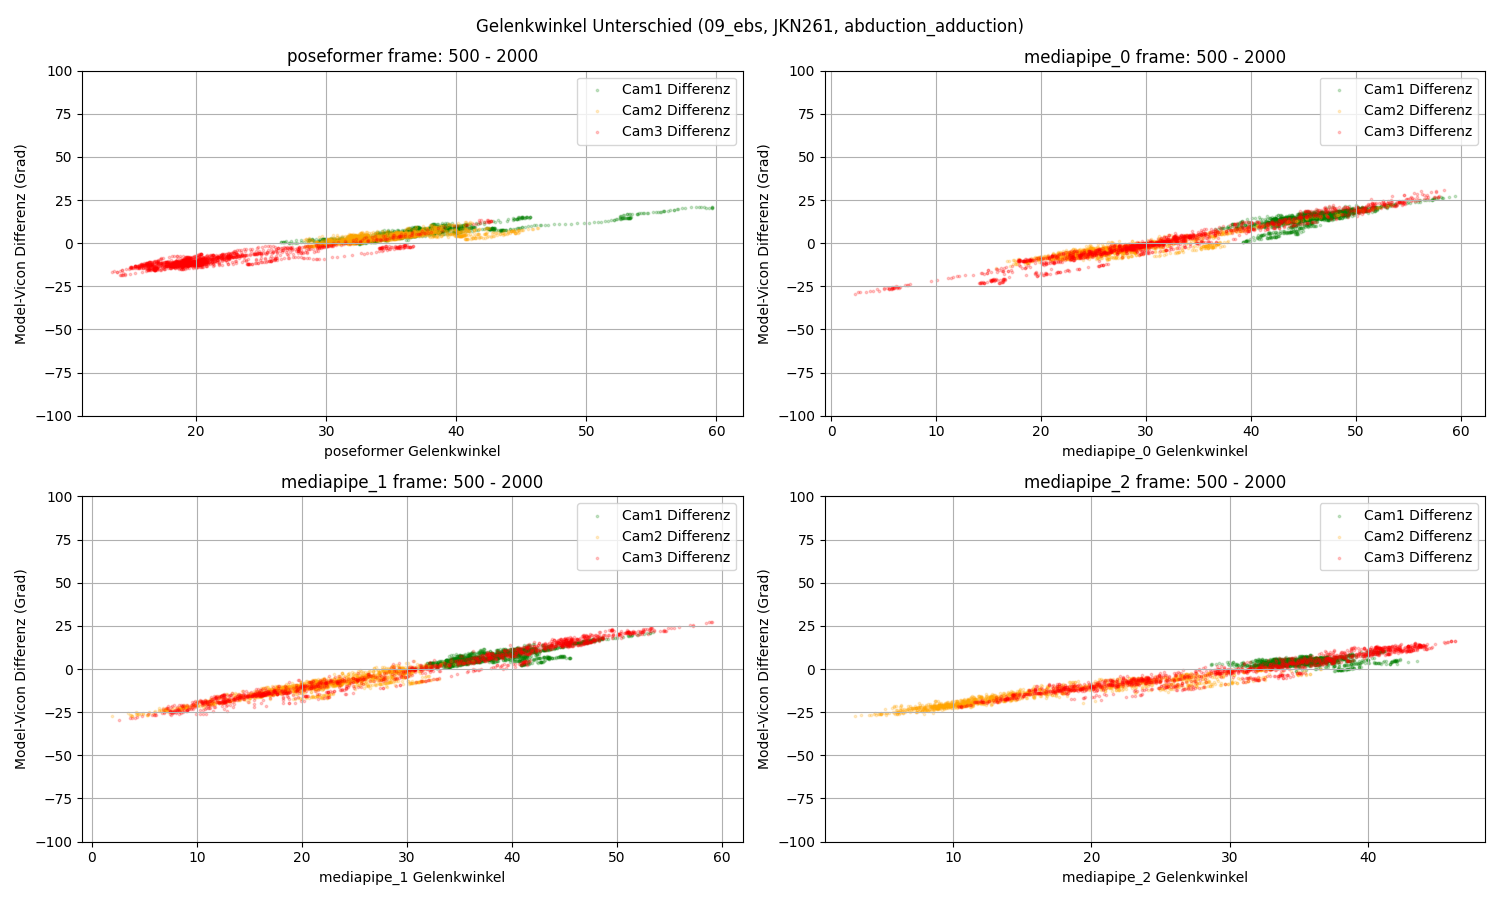 Gelenkwinkel Unterschied (09_ebs, JKN261, abduction_adduction)
poseformer frame: 500 - 2000
100
75
50
25
0
−25
−50
−75
−100
Model-Vicon Differenz (Grad)
Cam1 Differenz
Cam2 Differenz
Cam3 Differenz
20 30 40 50 60
poseformer Gelenkwinkel
mediapipe_0 frame: 500 - 2000
100
75
50
25
0
−25
−50
−75
−100
Model-Vicon Differenz (Grad)
Cam1 Differenz
Cam2 Differenz
Cam3 Differenz
0 10 20 30 40 50 60
mediapipe_0 Gelenkwinkel
mediapipe_1 frame: 500 - 2000
100
75
50
25
0
−25
−50
−75
−100
Model-Vicon Differenz (Grad)
Cam1 Differenz
Cam2 Differenz
Cam3 Differenz
0 10 20 30 40 50 60
mediapipe_1 Gelenkwinkel
mediapipe_2 frame: 500 - 2000
100
75
50
25
0
−25
−50
−75
−100
Model-Vicon Differenz (Grad)
Cam1 Differenz
Cam2 Differenz
Cam3 Differenz
10 20 30 40
mediapipe_2 Gelenkwinkel